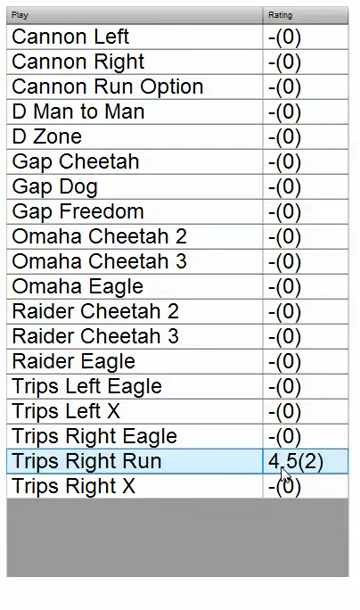 Play Rating
Cannon Left -(0)
Cannon Right -(0)
Cannon Run Option -(0)
D Man to Man -(0)
D Zone -(0)
Gap Cheetah -(0)
Gap Dog -(0)
Gap Freedom -(0)
Omaha Cheetah 2 -(0)
Omaha Cheetah 3 -(0)
Omaha Eagle -(0)
Raider Cheetah 2 -(0)
Raider Cheetah 3 -(0)
Raider Eagle -(0)
Trips Left Eagle -(0)
Trips Left X -(0)
Trips Right Eagle -(0)
Trips Right Run 4.5(2)
Trips Right X -(0)